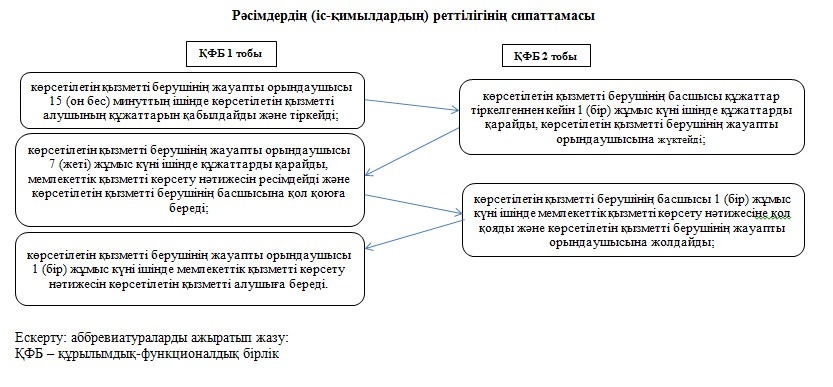 Рәсімдердің (іс-қимылдардың) реттілігінің сипаттамасы
ҚФБ 1 тобы
ҚФБ 2 тобы
көрсетілетін қызметті берушінің жауапты орындаушысы
15 (он бес) минуттың ішінде көрсетілетін қызметті
алушының құжаттарын қабылдайды және тіркейді;
көрсетілетін қызметті берушінің басшысы құжаттар
тіркелгеннен кейін 1 (бір) жұмыс күні ішінде құжаттарды
қарайды, көрсетілетін қызметті берушінің жауапты
орындаушысына жүктейді;
көрсетілетін қызметті берушінің жауапты орындаушысы
7 (жеті) жұмыс күні ішінде құжаттарды қарайды,
мемлекеттік қызметті көрсету нәтижесін ресімдейді және
көрсетілетін қызметті берушінің басшысына қол қоюға
береді;
көрсетілетін қызметті берушінің басшысы 1 (бір) жұмыс
күні ішінде мемлекеттік қызметті көрсету нәтижесіне қол
қояды және көрсетілетін қызметті берушінің жауапты
орындаушысына жолдайды;
көрсетілетін қызметті берушінің жауапты орындаушысы
1 (бір) жұмыс күні ішінде мемлекеттік қызметті көрсету
нәтижесін көрсетілетін қызметті алушыға береді.
Ескерту: аббревиатураларды ажыратып жазу:
ҚФБ – құрылымдық-функционалдық бірлік